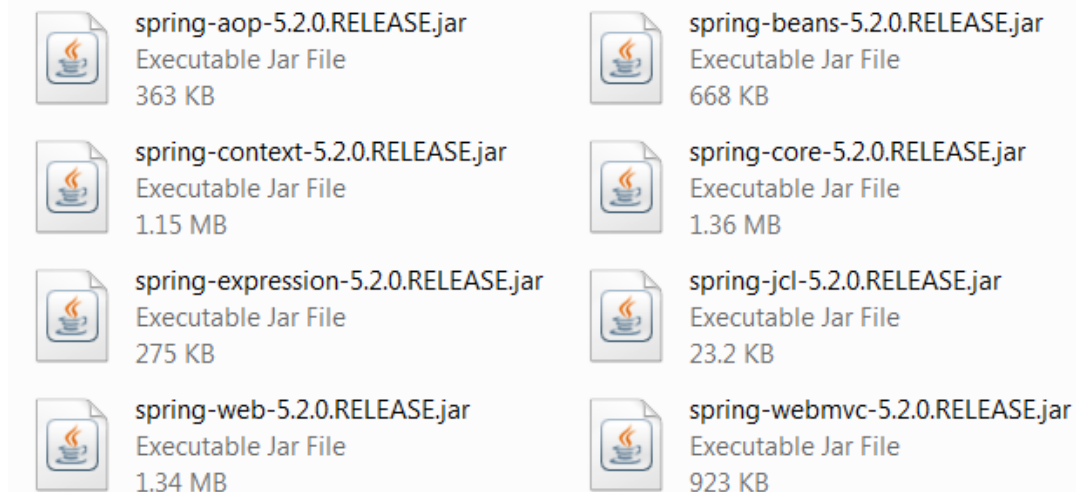 spring-aop-5.2.0.RELEASE.jar
Executable Jar File
363 KB
spring-beans-5.2.0.RELEASE.jar
Executable Jar File
668 KB
spring-context-5.2.0.RELEASE.jar
Executable Jar File
1.15 MB
spring-core-5.2.0.RELEASE.jar
Executable Jar File
1.36 MB
spring-expression-5.2.0.RELEASE.jar
Executable Jar File
275 KB
spring-jcl-5.2.0.RELEASE.jar
Executable Jar File
23.2 KB
spring-web-5.2.0.RELEASE.jar
Executable Jar File
1.34 MB
spring-webmvc-5.2.0.RELEASE.jar
Executable Jar File
923 KB